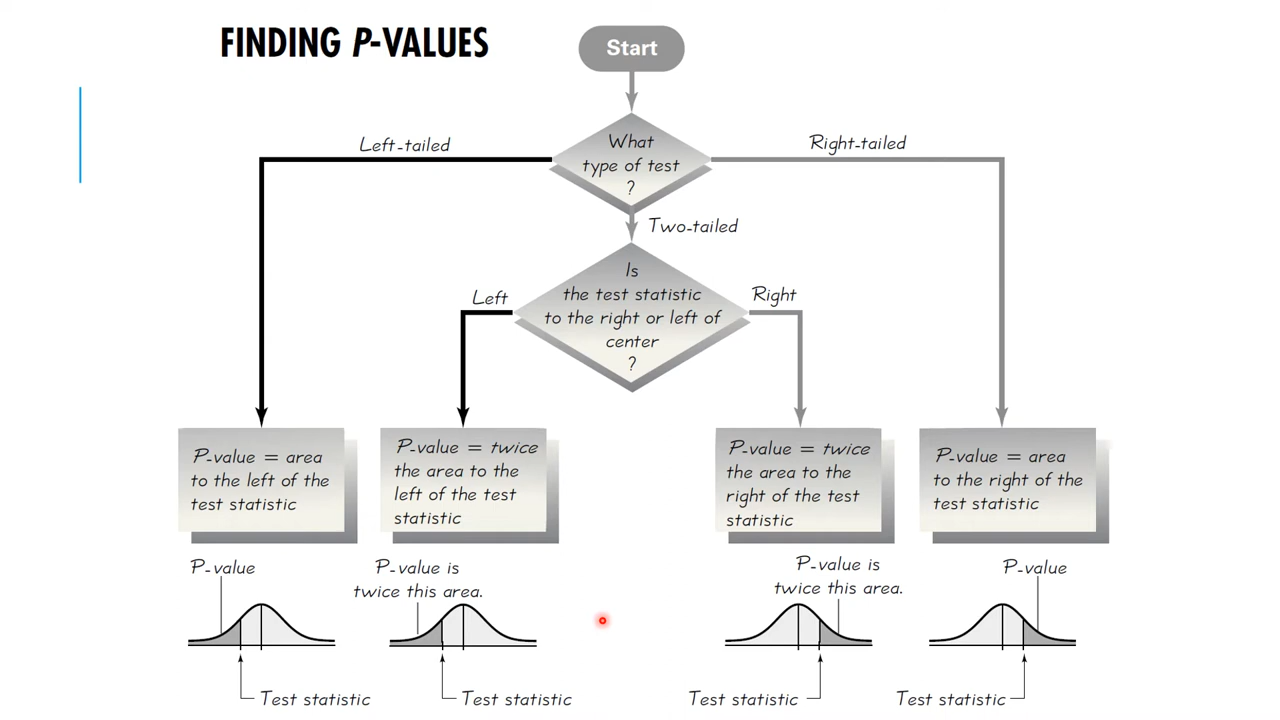 FINDING P-VALUES
Start
What
type of test
?
Left-tailed
Right-tailed
Two-tailed
Is
the test statistic
to the right or left of
center
?
Left
Right
P-value = area
to the left of the
test statistic
P-value = twice
the area to the
left of the test
statistic
P-value = twice
the area to the
right of the test
statistic
P-value = area
to the right of the
test statistic
P-value
P-value is
twice this area.
P-value is
twice this area.
P-value
Test statistic
Test statistic
Test statistic
Test statistic